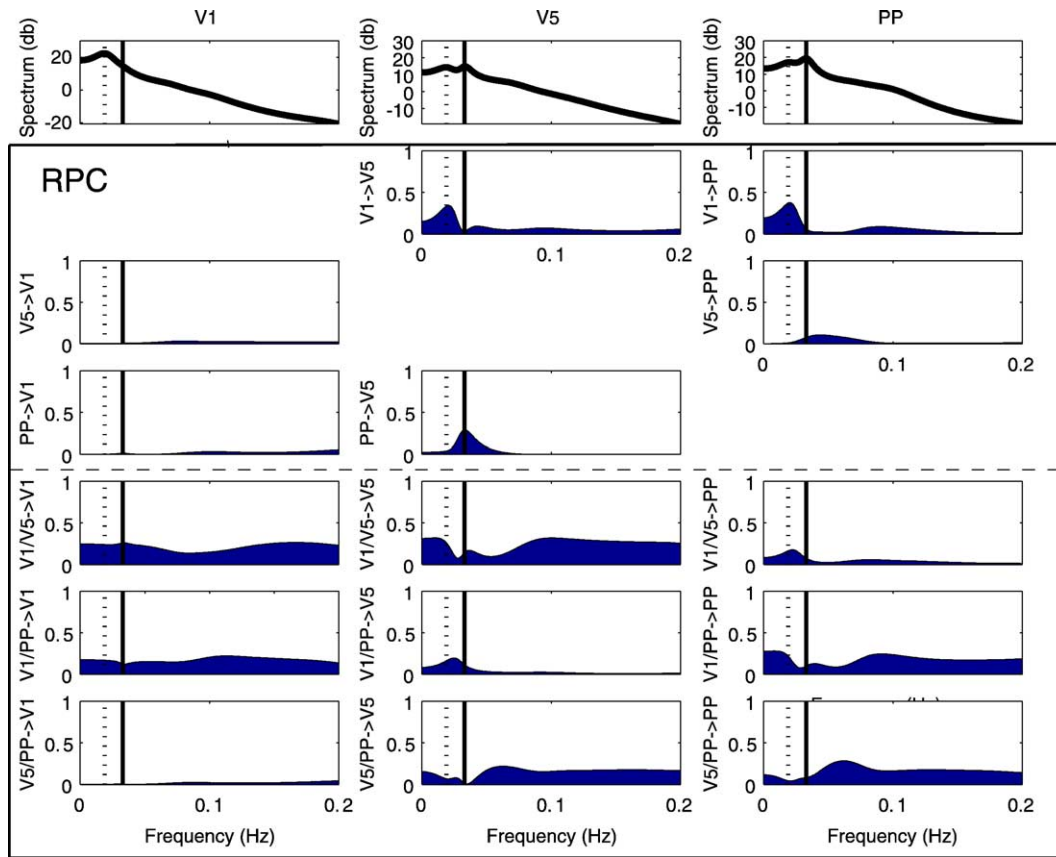 V1 V5 PP
Spectrum (db) 20 0 -20 Spectrum (db) 30 20 10 0 -10 Spectrum (db) 30 20 10 0 -10
RPC
V1->V5 1 0.5 0 V1->PP 1 0.5 0
0 0.1 0.2 0 0.1 0.2
V5->V1 1 0.5 0 V5->PP 1 0.5 0
0 0.1 0.2
PP->V1 1 0.5 0 PP->V5 1 0.5 0
V1/V5->V1 1 0.5 0 V1/V5->V5 1 0.5 0 V1/V5->PP 1 0.5 0
V1/PP->V1 1 0.5 0 V1/PP->V5 1 0.5 0 V1/PP->PP 1 0.5 0
V5/PP->V1 1 0.5 0 V5/PP->V5 1 0.5 0 V5/PP->PP 1 0.5 0
0 0.1 0.2 0 0.1 0.2 0 0.1 0.2
Frequency (Hz) Frequency (Hz) Frequency (Hz)